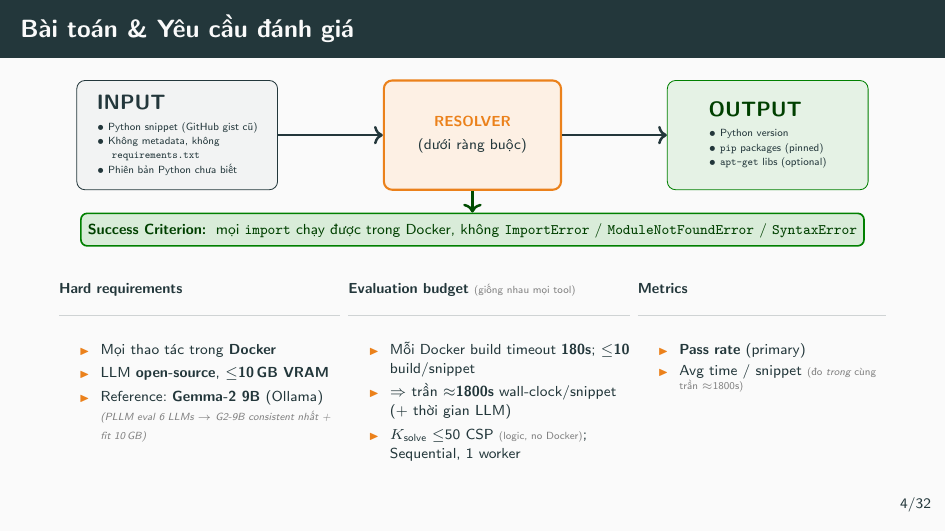 Bài toán & Yêu cầu đánh giá
INPUT
• Python snippet (GitHub gist cũ)
• Không metadata, không
requirements.txt
• Phiên bản Python chưa biết
RESOLVER
(dưới ràng buộc)
OUTPUT
• Python version
• pip packages (pinned)
• apt-get libs (optional)
Success Criterion: mọi import chạy được trong Docker, không ImportError / ModuleNotFoundError / SyntaxError
Hard requirements
▶ Mọi thao tác trong Docker
▶ LLM open-source, ≤10 GB VRAM
▶ Reference: Gemma-2 9B (Ollama)
(PLLM eval 6 LLMs → G2-9B consistent nhất +
fit 10 GB)
Evaluation budget (giống nhau mọi tool)
▶ Mỗi Docker build timeout 180s; ≤10
build/snippet
▶ ⇒ trần ≈1800s wall-clock/snippet
(+ thời gian LLM)
▶ Ksolve ≤50 CSP (logic, no Docker);
Sequential, 1 worker
Metrics
▶ Pass rate (primary)
▶ Avg time / snippet (đo trong cùng
trần ≈1800s)
4/32